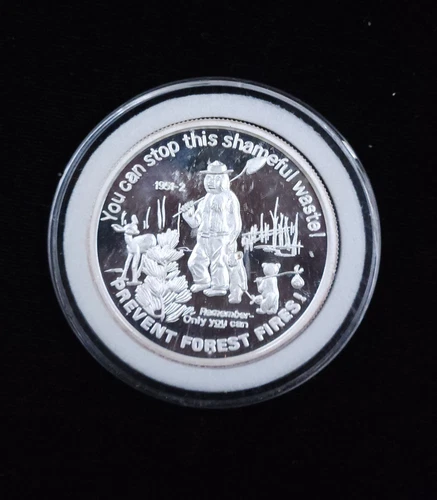 You can stop this shameful waste!
1951-2
Remember-
Only you can
PREVENT FOREST FIRES!